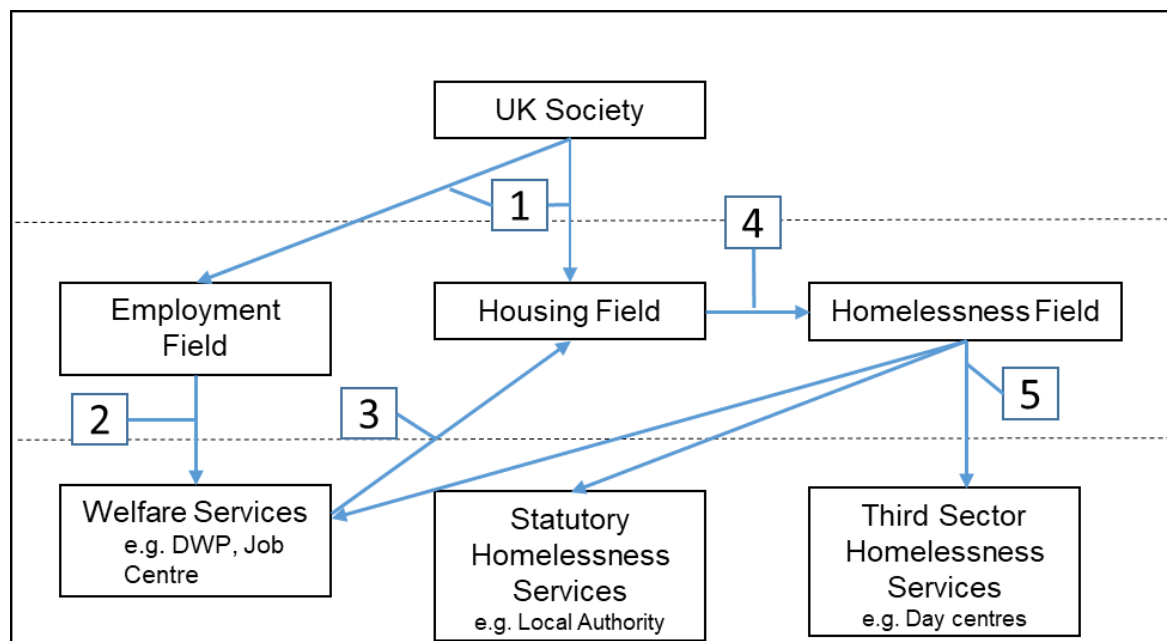 UK Society
1
4
Employment
Field
Housing Field
Homelessness Field
2
3
5
Welfare Services
e.g. DWP, Job
Centre
Statutory
Homelessness
Services
e.g. Local Authority
Third Sector
Homelessness
Services
e.g. Day centres